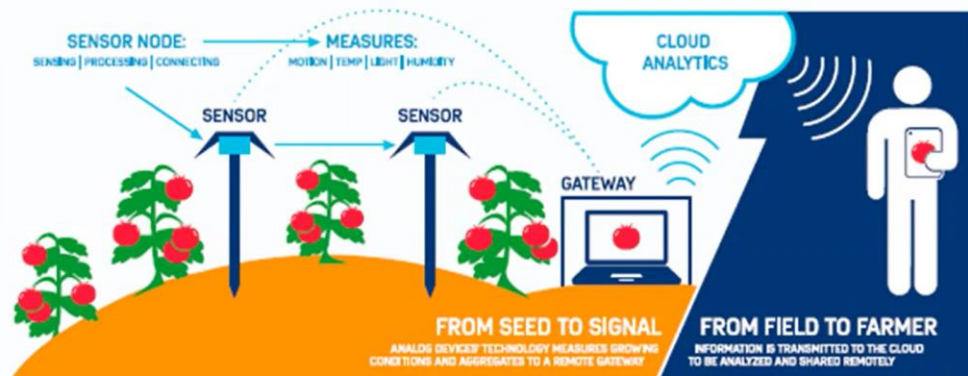 SENSOR NODE:
SENSING | PROCESSING | CONNECTING
MEASURES:
MOTION | TEMP | LIGHT | HUMIDITY
SENSOR
SENSOR
CLOUD
ANALYTICS
GATEWAY
FROM SEED TO SIGNAL
ANALOG DEVICES' TECHNOLOGY MEASURES GROWING
CONDITIONS AND AGGREGATES TO A REMOTE GATEWAY
FROM FIELD TO FARMER
INFORMATION IS TRANSMITTED TO THE CLOUD
TO BE ANALYZED AND SHARED REMOTELY